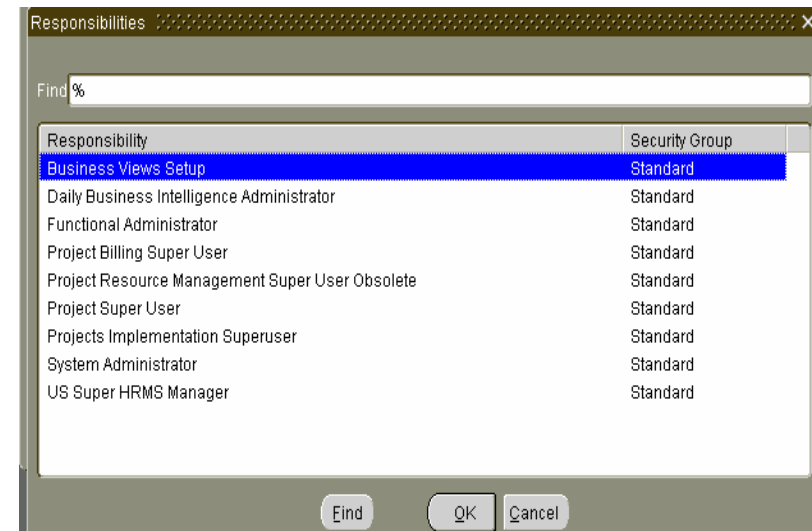 Responsibilities
Find %
Responsibility Security Group
Business Views Setup Standard
Daily Business Intelligence Administrator Standard
Functional Administrator Standard
Project Billing Super User Standard
Project Resource Management Super User Obsolete Standard
Project Super User Standard
Projects Implementation Superuser Standard
System Administrator Standard
US Super HRMS Manager Standard
Find OK Cancel